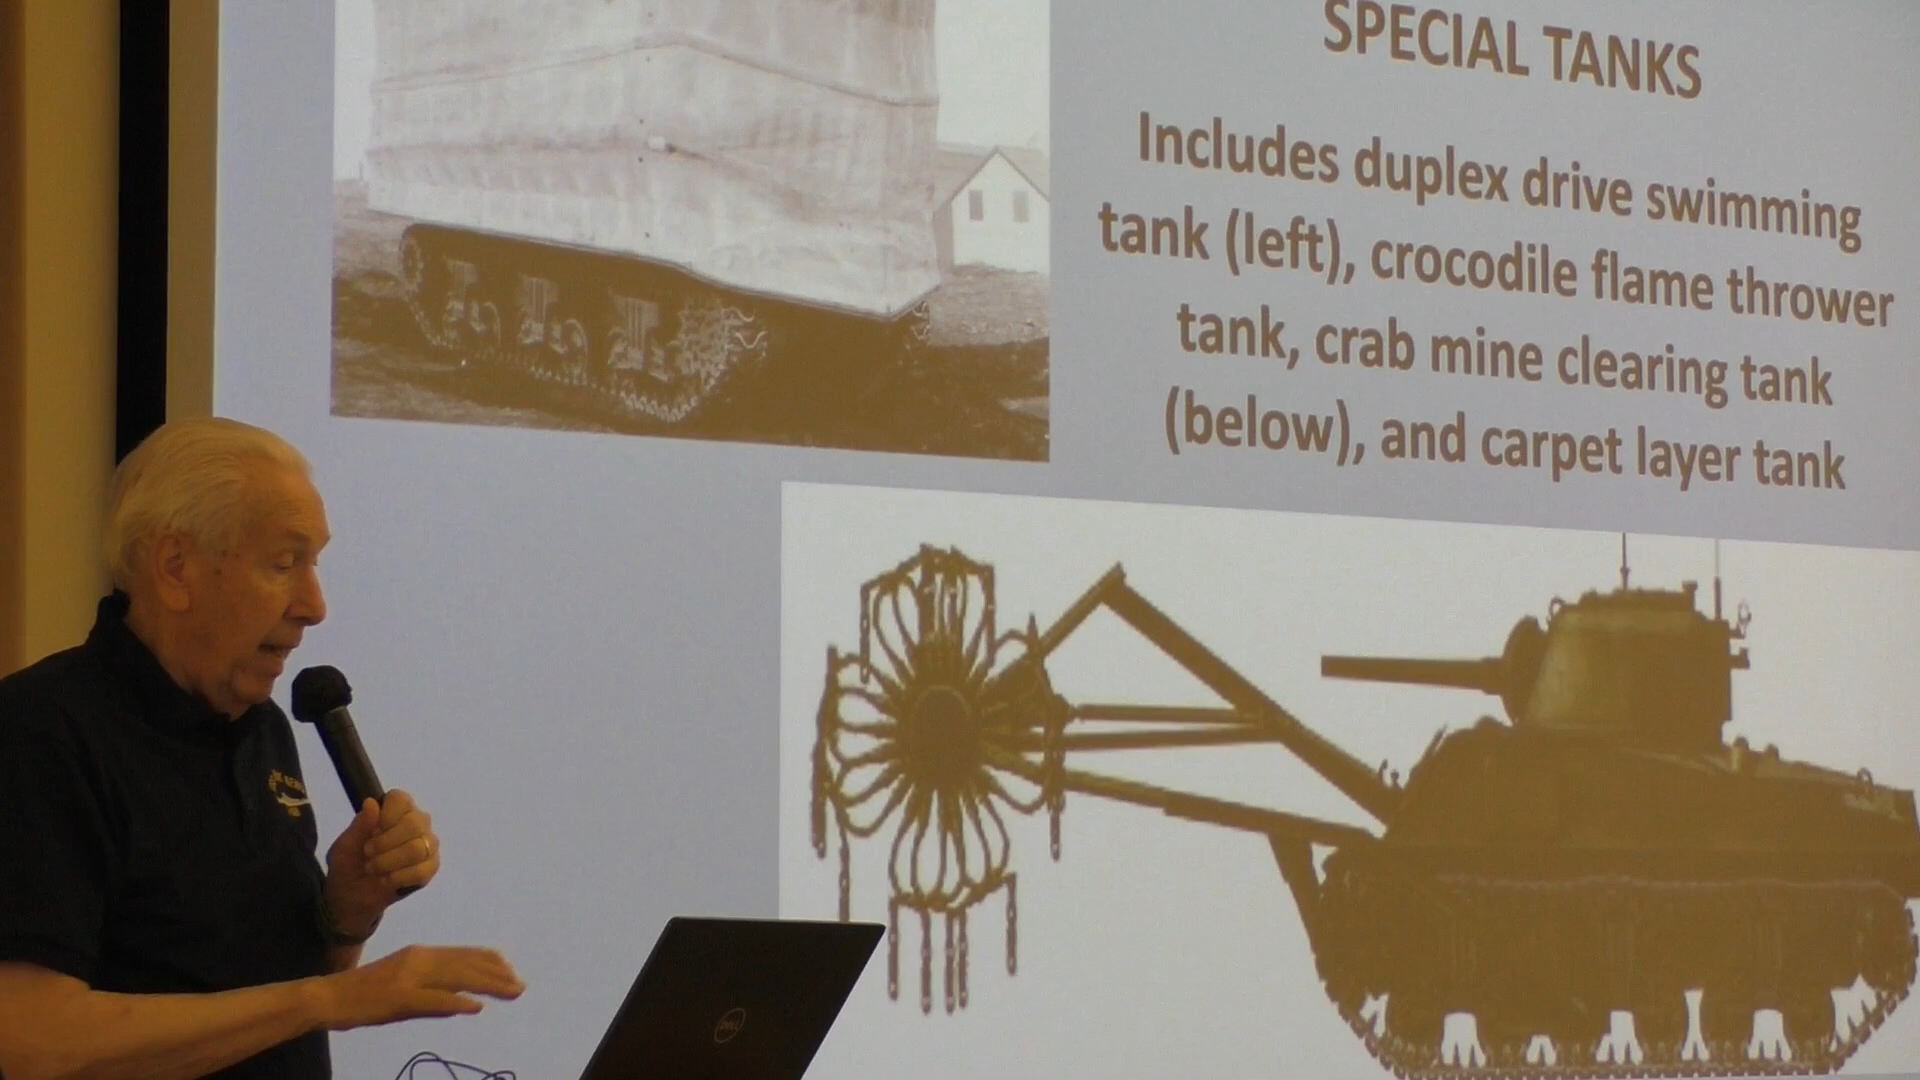 SPECIAL TANKS
Includes duplex drive swimming
tank (left), crocodile flame thrower
tank, crab mine clearing tank
(below), and carpet layer tank
DELL